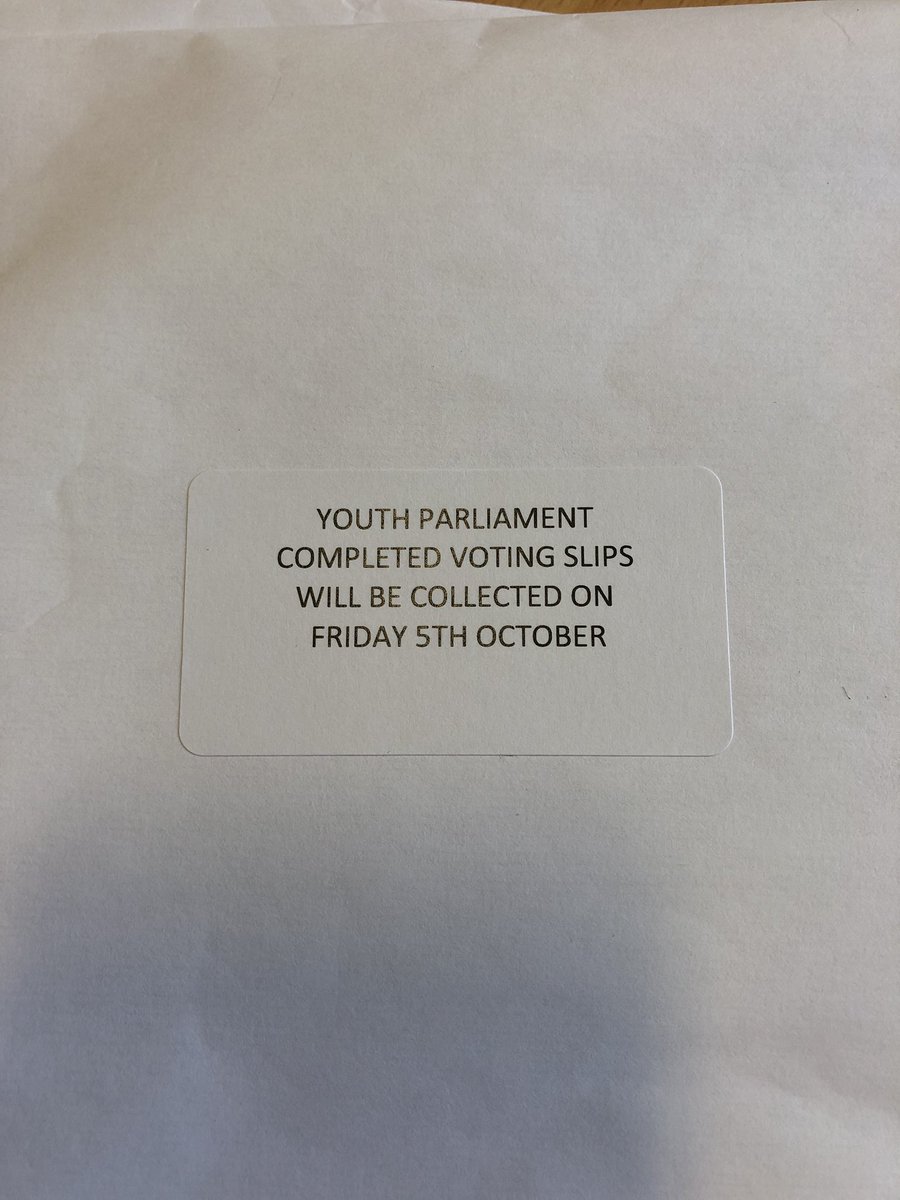 YOUTH PARLIAMENT
COMPLETED VOTING SLIPS
WILL BE COLLECTED ON
FRIDAY 5TH OCTOBER